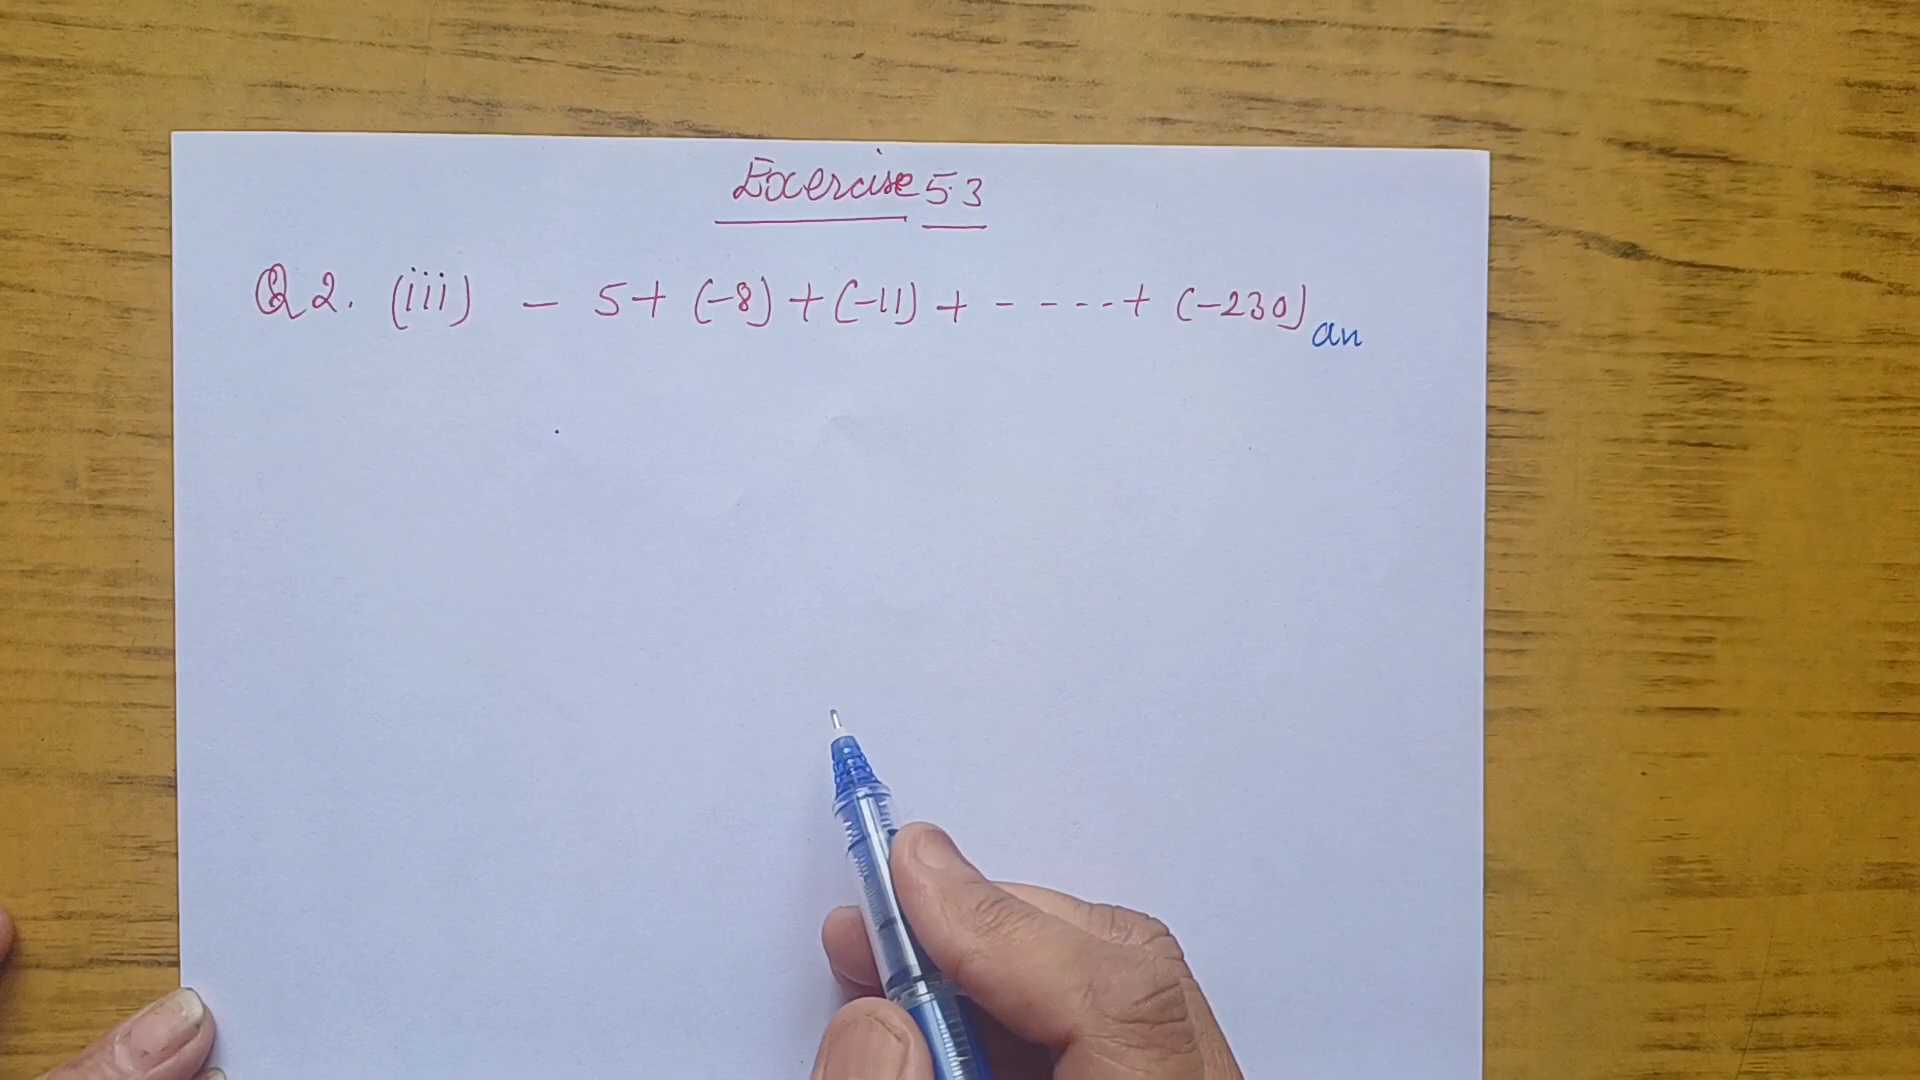 Exercise 5.3
Q2. (iii) - 5 + (-8) + (-11) + - - - - - + (-230) an